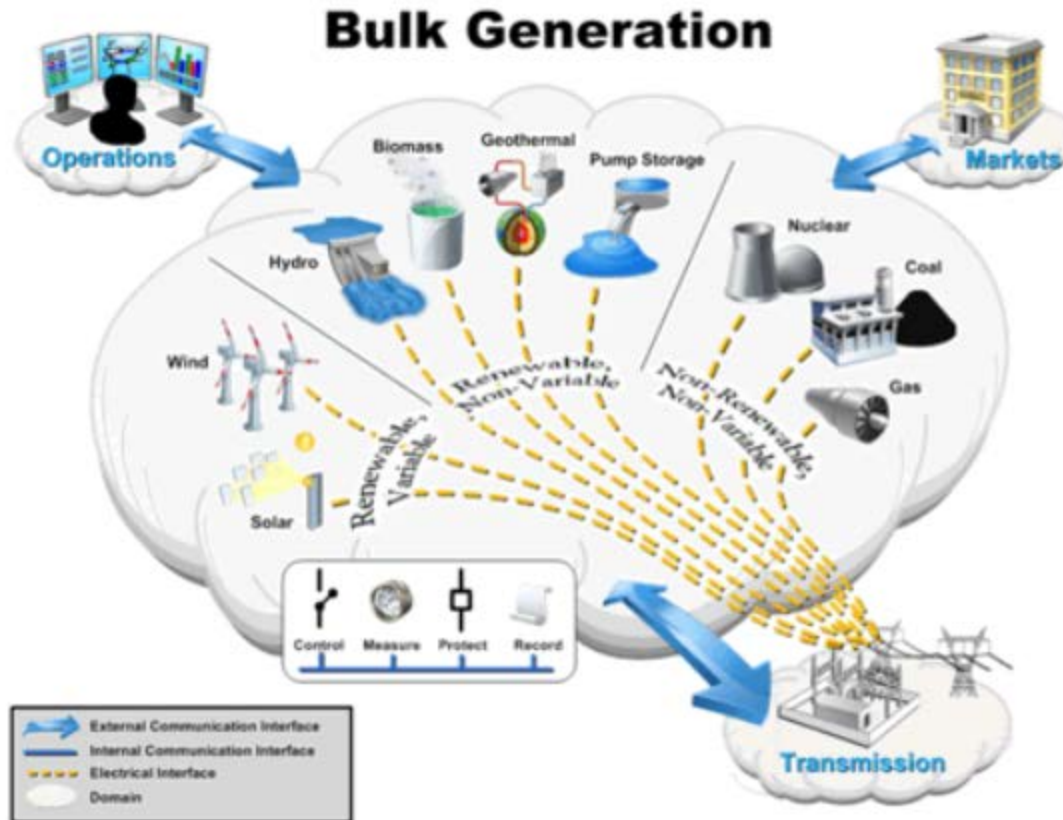 Bulk Generation
Operations
Markets
Biomass
Geothermal
Pump Storage
Hydro
Nuclear
Coal
Gas
Wind
Solar
Renewable,
Variable
Renewable,
Non-Variable
Non-Renewable,
Non-Variable
Control
Measure
Protect
Record
Transmission
External Communication Interface
Internal Communication Interface
Electrical Interface
Domain